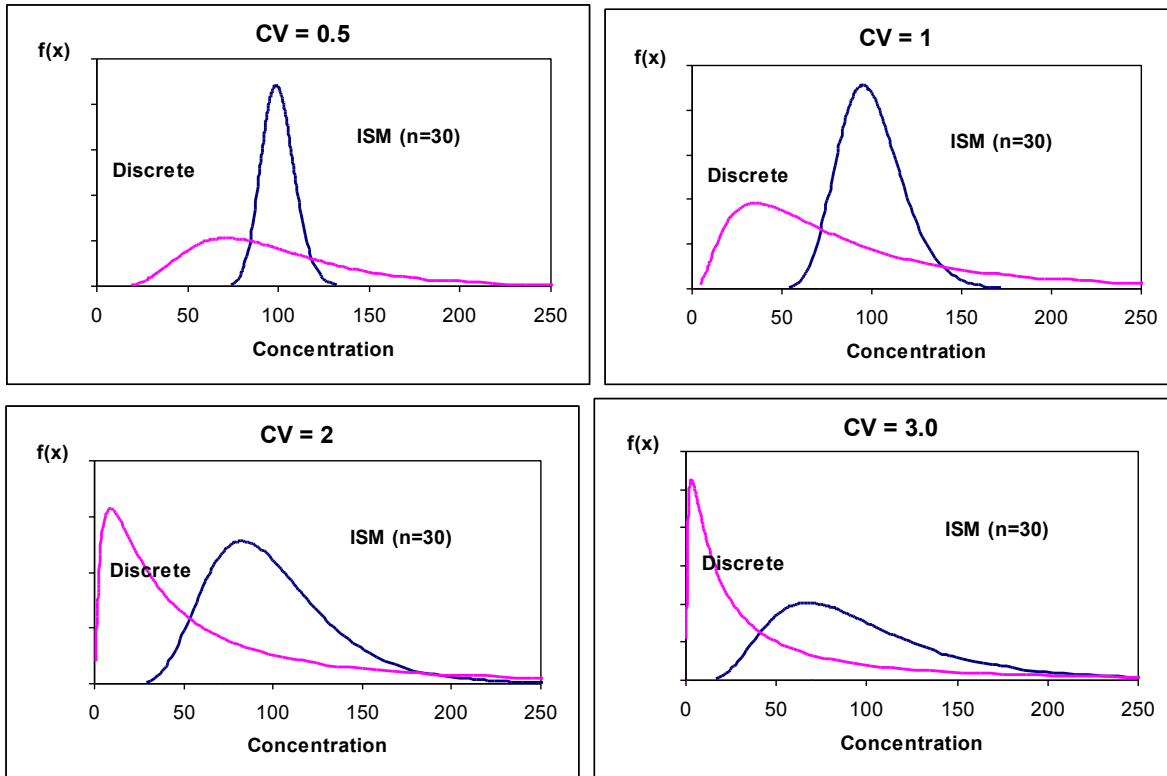 CV = 0.5
f(x)
ISM (n=30)
Discrete
0 50 100 150 200 250
Concentration
CV = 1
f(x)
ISM (n=30)
Discrete
0 50 100 150 200 250
Concentration
CV = 2
f(x)
ISM (n=30)
Discrete
0 50 100 150 200 250
Concentration
CV = 3.0
f(x)
ISM (n=30)
Discrete
0 50 100 150 200 250
Concentration